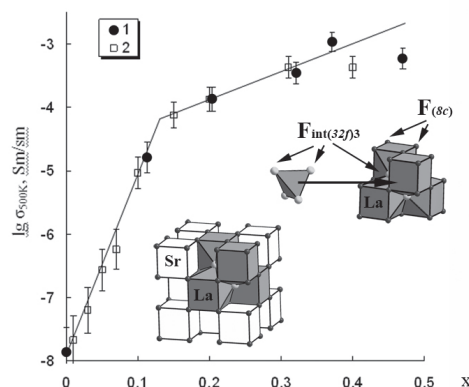 1
2
lg σ500K, Sm/sm
-3
-4
-5
-6
-7
-8
0
0.1
0.2
0.3
0.4
0.5
x
Fint(32f)3
F(8c)
La
Sr
La